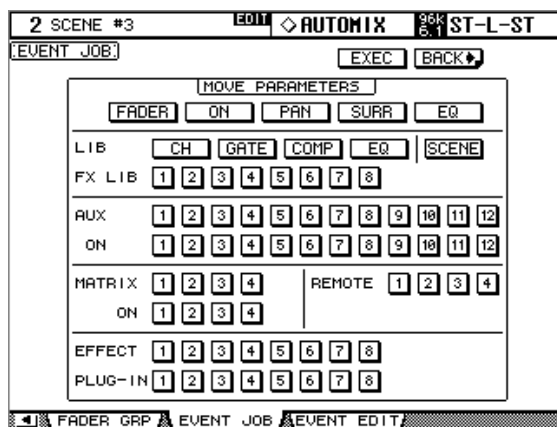 2 SCENE #3 EDIT ◇AUTOMIX 96k 6.1 ST-L-ST
EVENT JOB EXEC BACK
MOVE PARAMETERS
FADER ON PAN SURR EQ
LIB CH GATE COMP EQ SCENE
FX LIB 1 2 3 4 5 6 7 8
AUX 1 2 3 4 5 6 7 8 9 10 11 12
ON 1 2 3 4 5 6 7 8 9 10 11 12
MATRIX 1 2 3 4 REMOTE 1 2 3 4
ON 1 2 3 4
EFFECT 1 2 3 4 5 6 7 8
PLUG-IN 1 2 3 4 5 6 7 8
FADER GRP EVENT JOB EVENT EDIT